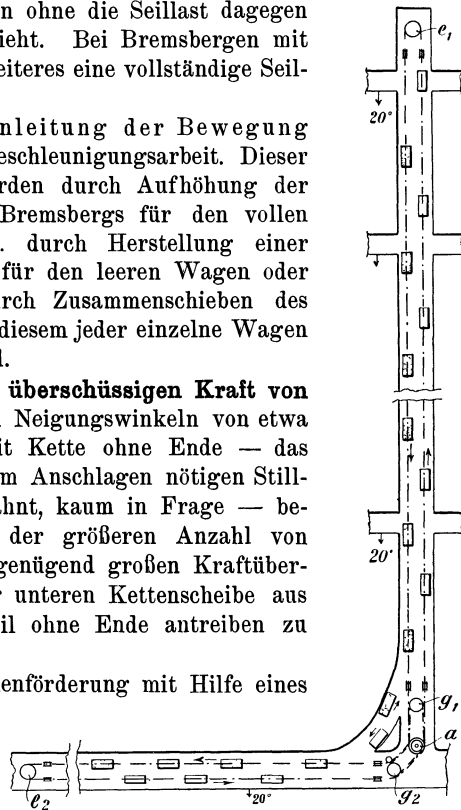 n ohne die Seillast dagegen
ieht. Bei Bremsbergen mit
eiteres eine vollständige Seil-
nleitung der Bewegung
eschleunigungsarbeit. Dieser
rden durch Aufhöhung der
Bremsbergs für den vollen
. durch Herstellung einer
für den leeren Wagen oder
rch Zusammenschieben des
diesem jeder einzelne Wagen
l.
überschüssigen Kraft von
Neigungswinkeln von etwa
it Kette ohne Ende — das
m Anschlagen nötigen Still-
ähnt, kaum in Frage — be-
der größeren Anzahl von
genügend großen Kraftüber-
r unteren Kettenscheibe aus
il ohne Ende antreiben zu
enförderung mit Hilfe eines
e₁
20°
20°
g₁
a
g₂
e₂
20°